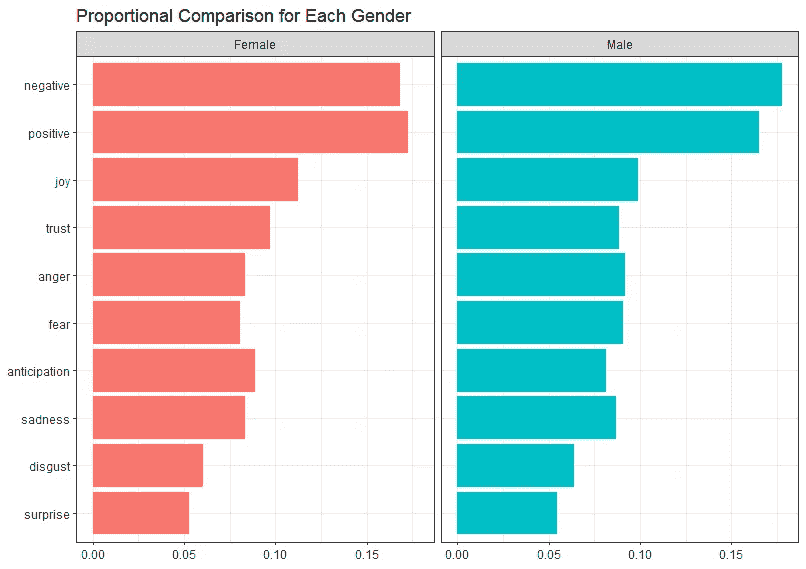 Proportional Comparison for Each Gender
Female Male
negative
positive
joy
trust
anger
fear
anticipation
sadness
disgust
surprise
0.00 0.05 0.10 0.15 0.00 0.05 0.10 0.15